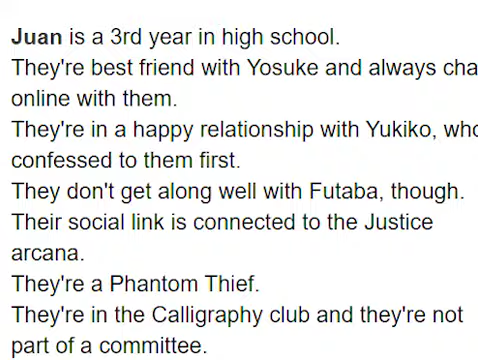 Juan is a 3rd year in high school.
They're best friend with Yosuke and always cha
online with them.
They're in a happy relationship with Yukiko, who
confessed to them first.
They don't get along well with Futaba, though.
Their social link is connected to the Justice
arcana.
They're a Phantom Thief.
They're in the Calligraphy club and they're not
part of a committee.